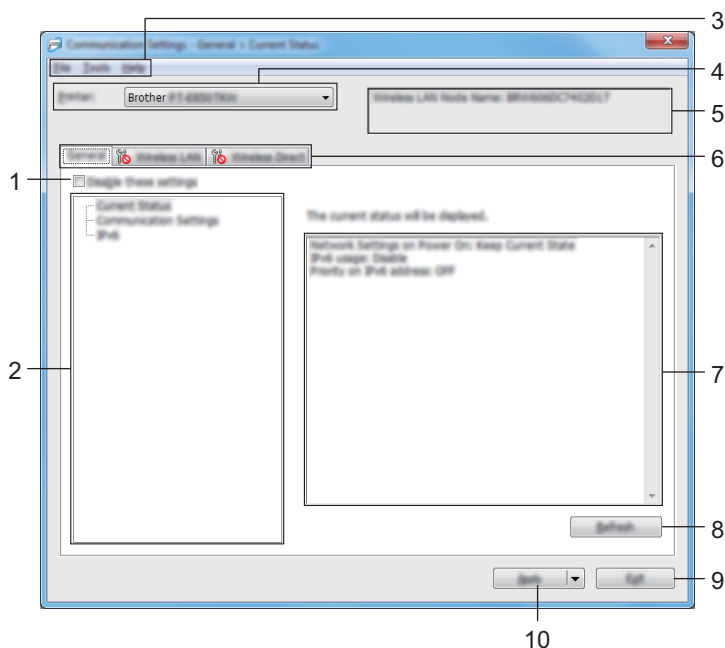 3
Communication Settings - General > Current Status
File Tools Help
4
Printer:
Brother PT-E850TKW
Wireless LAN Node Name:
5
General
Wireless LAN
Wireless Direct
6
1
Disable these settings
Current Status
Communication Settings
IPv6
The current status will be displayed.
Network Settings on Power On: Keep Current State
IPv6 usage: Disable
Priority on IPv6 address: OFF
2
7
Refresh
8
Apply
Exit
9
10